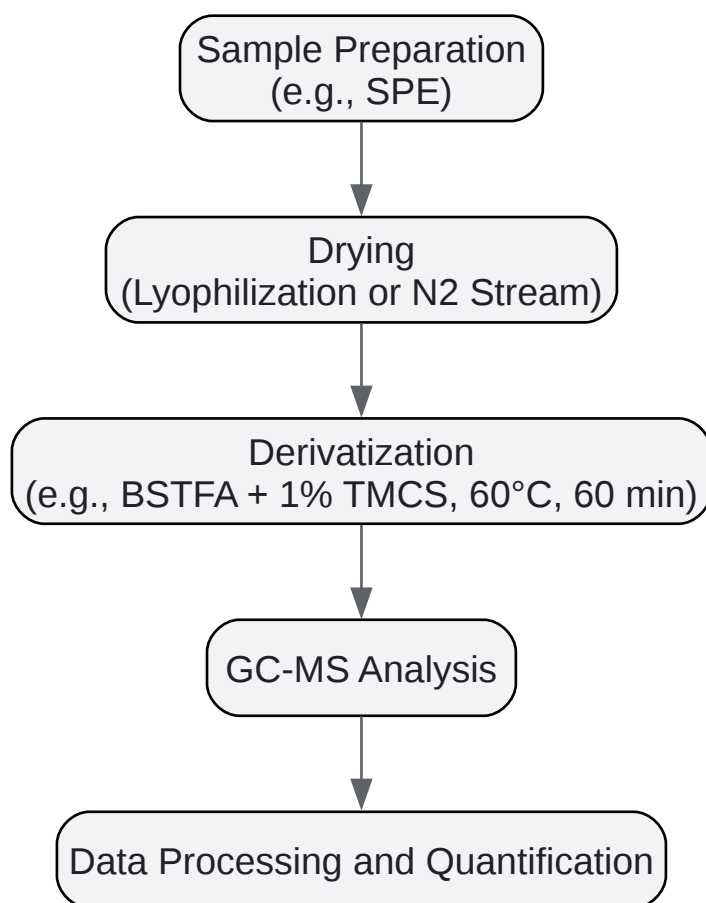 Sample Preparation
(e.g., SPE)
Drying
(Lyophilization or N2 Stream)
Derivatization
(e.g., BSTFA + 1% TMCS, 60°C, 60 min)
GC-MS Analysis
Data Processing and Quantification